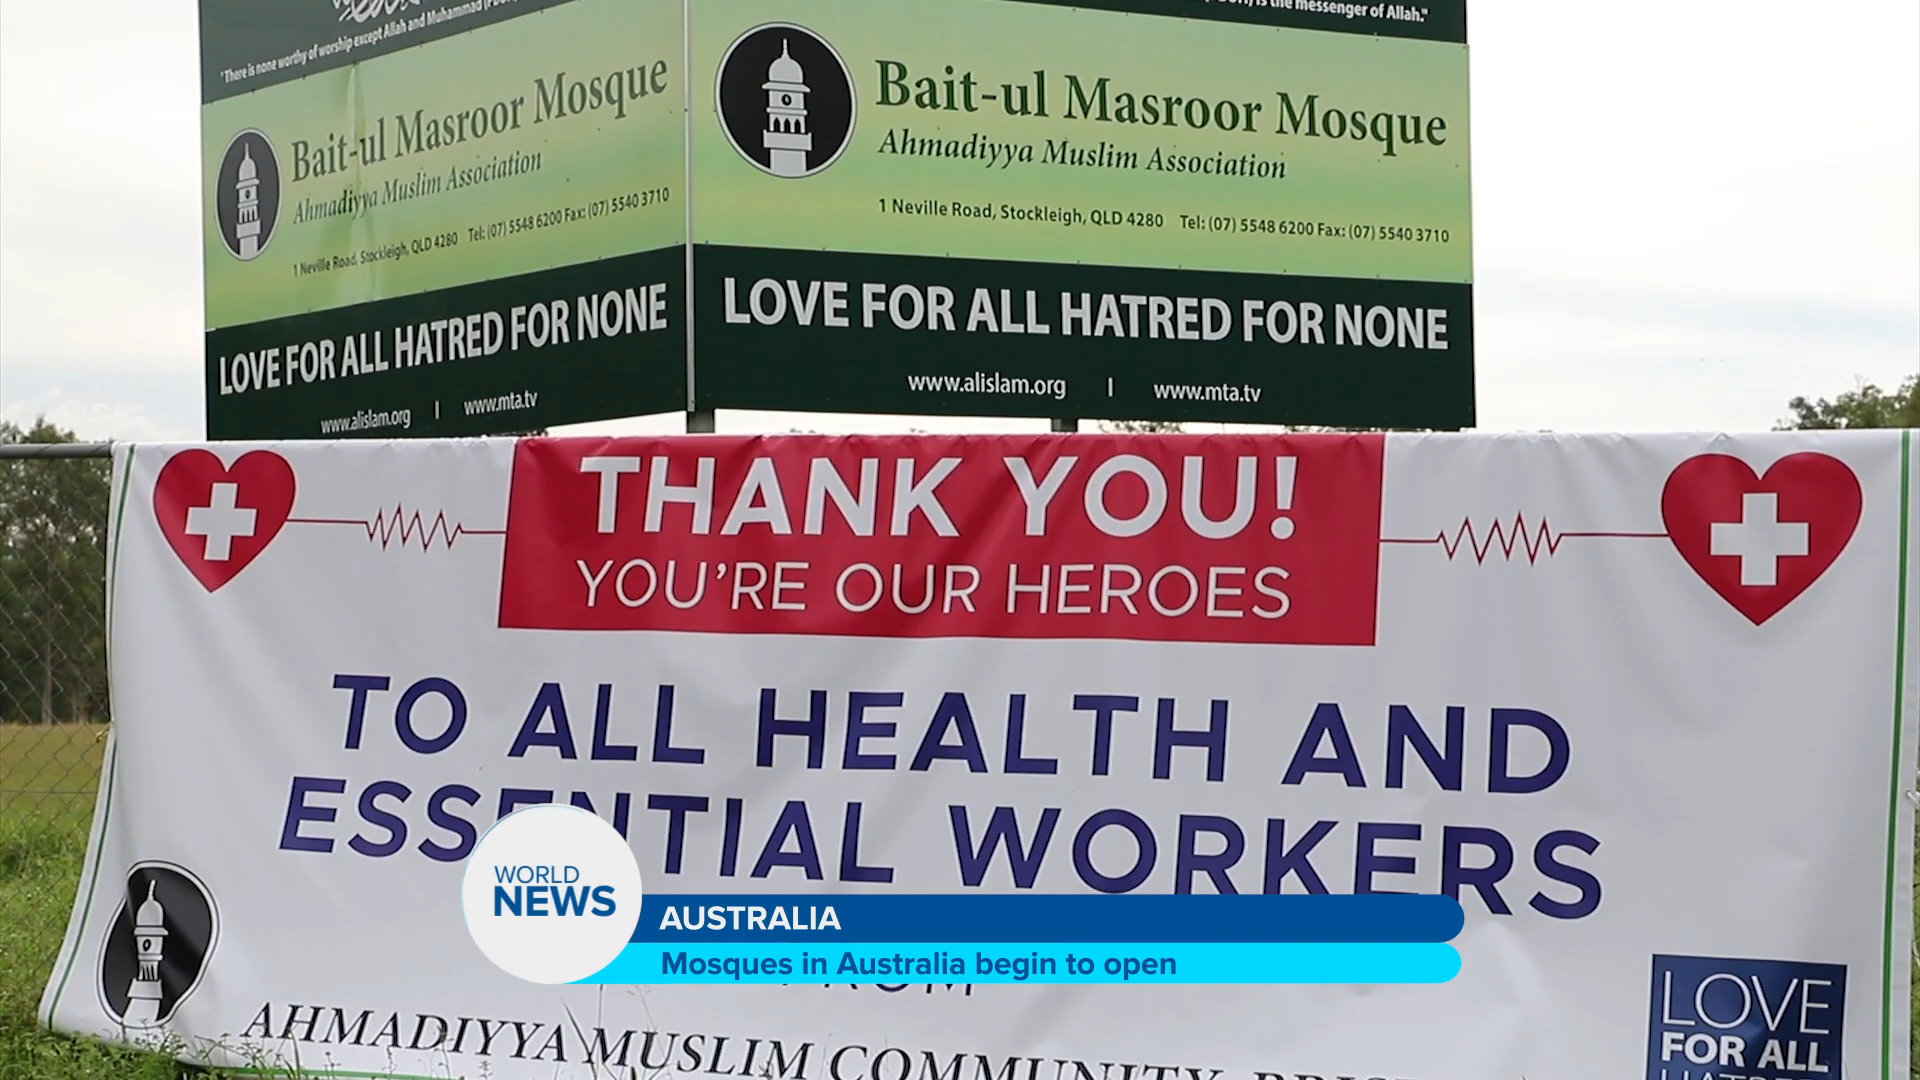 "There is none worthy of worship except Allah and Muhammad
is the messenger of Allah."
Bait-ul Masroor Mosque
Ahmadiyya Muslim Association
1 Neville Road, Stockleigh, QLD 4280 Tel: (07) 5548 6200 Fax: (07) 5540 3710
LOVE FOR ALL HATRED FOR NONE
www.alislam.org | www.mta.tv
Bait-ul Masroor Mosque
Ahmadiyya Muslim Association
1 Neville Road, Stockleigh, QLD 4280 Tel: (07) 5548 6200 Fax: (07) 5540 3710
LOVE FOR ALL HATRED FOR NONE
www.alislam.org | www.mta.tv
THANK YOU!
YOU'RE OUR HEROES
TO ALL HEALTH AND
ESSENTIAL WORKERS
FROM
AHMADIYYA MUSLIM COMMUNITY
LOVE
FOR ALL
WORLD
NEWS
AUSTRALIA
Mosques in Australia begin to open